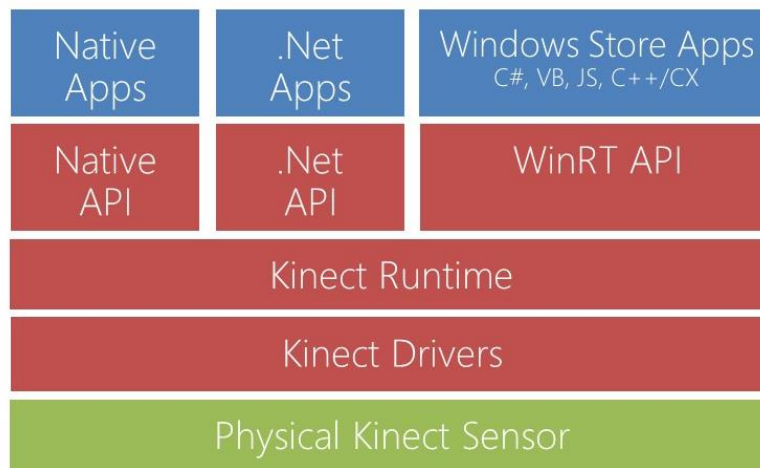 Native
Apps
.Net
Apps
Windows Store Apps
C#, VB, JS, C++/CX
Native
API
.Net
API
WinRT API
Kinect Runtime
Kinect Drivers
Physical Kinect Sensor